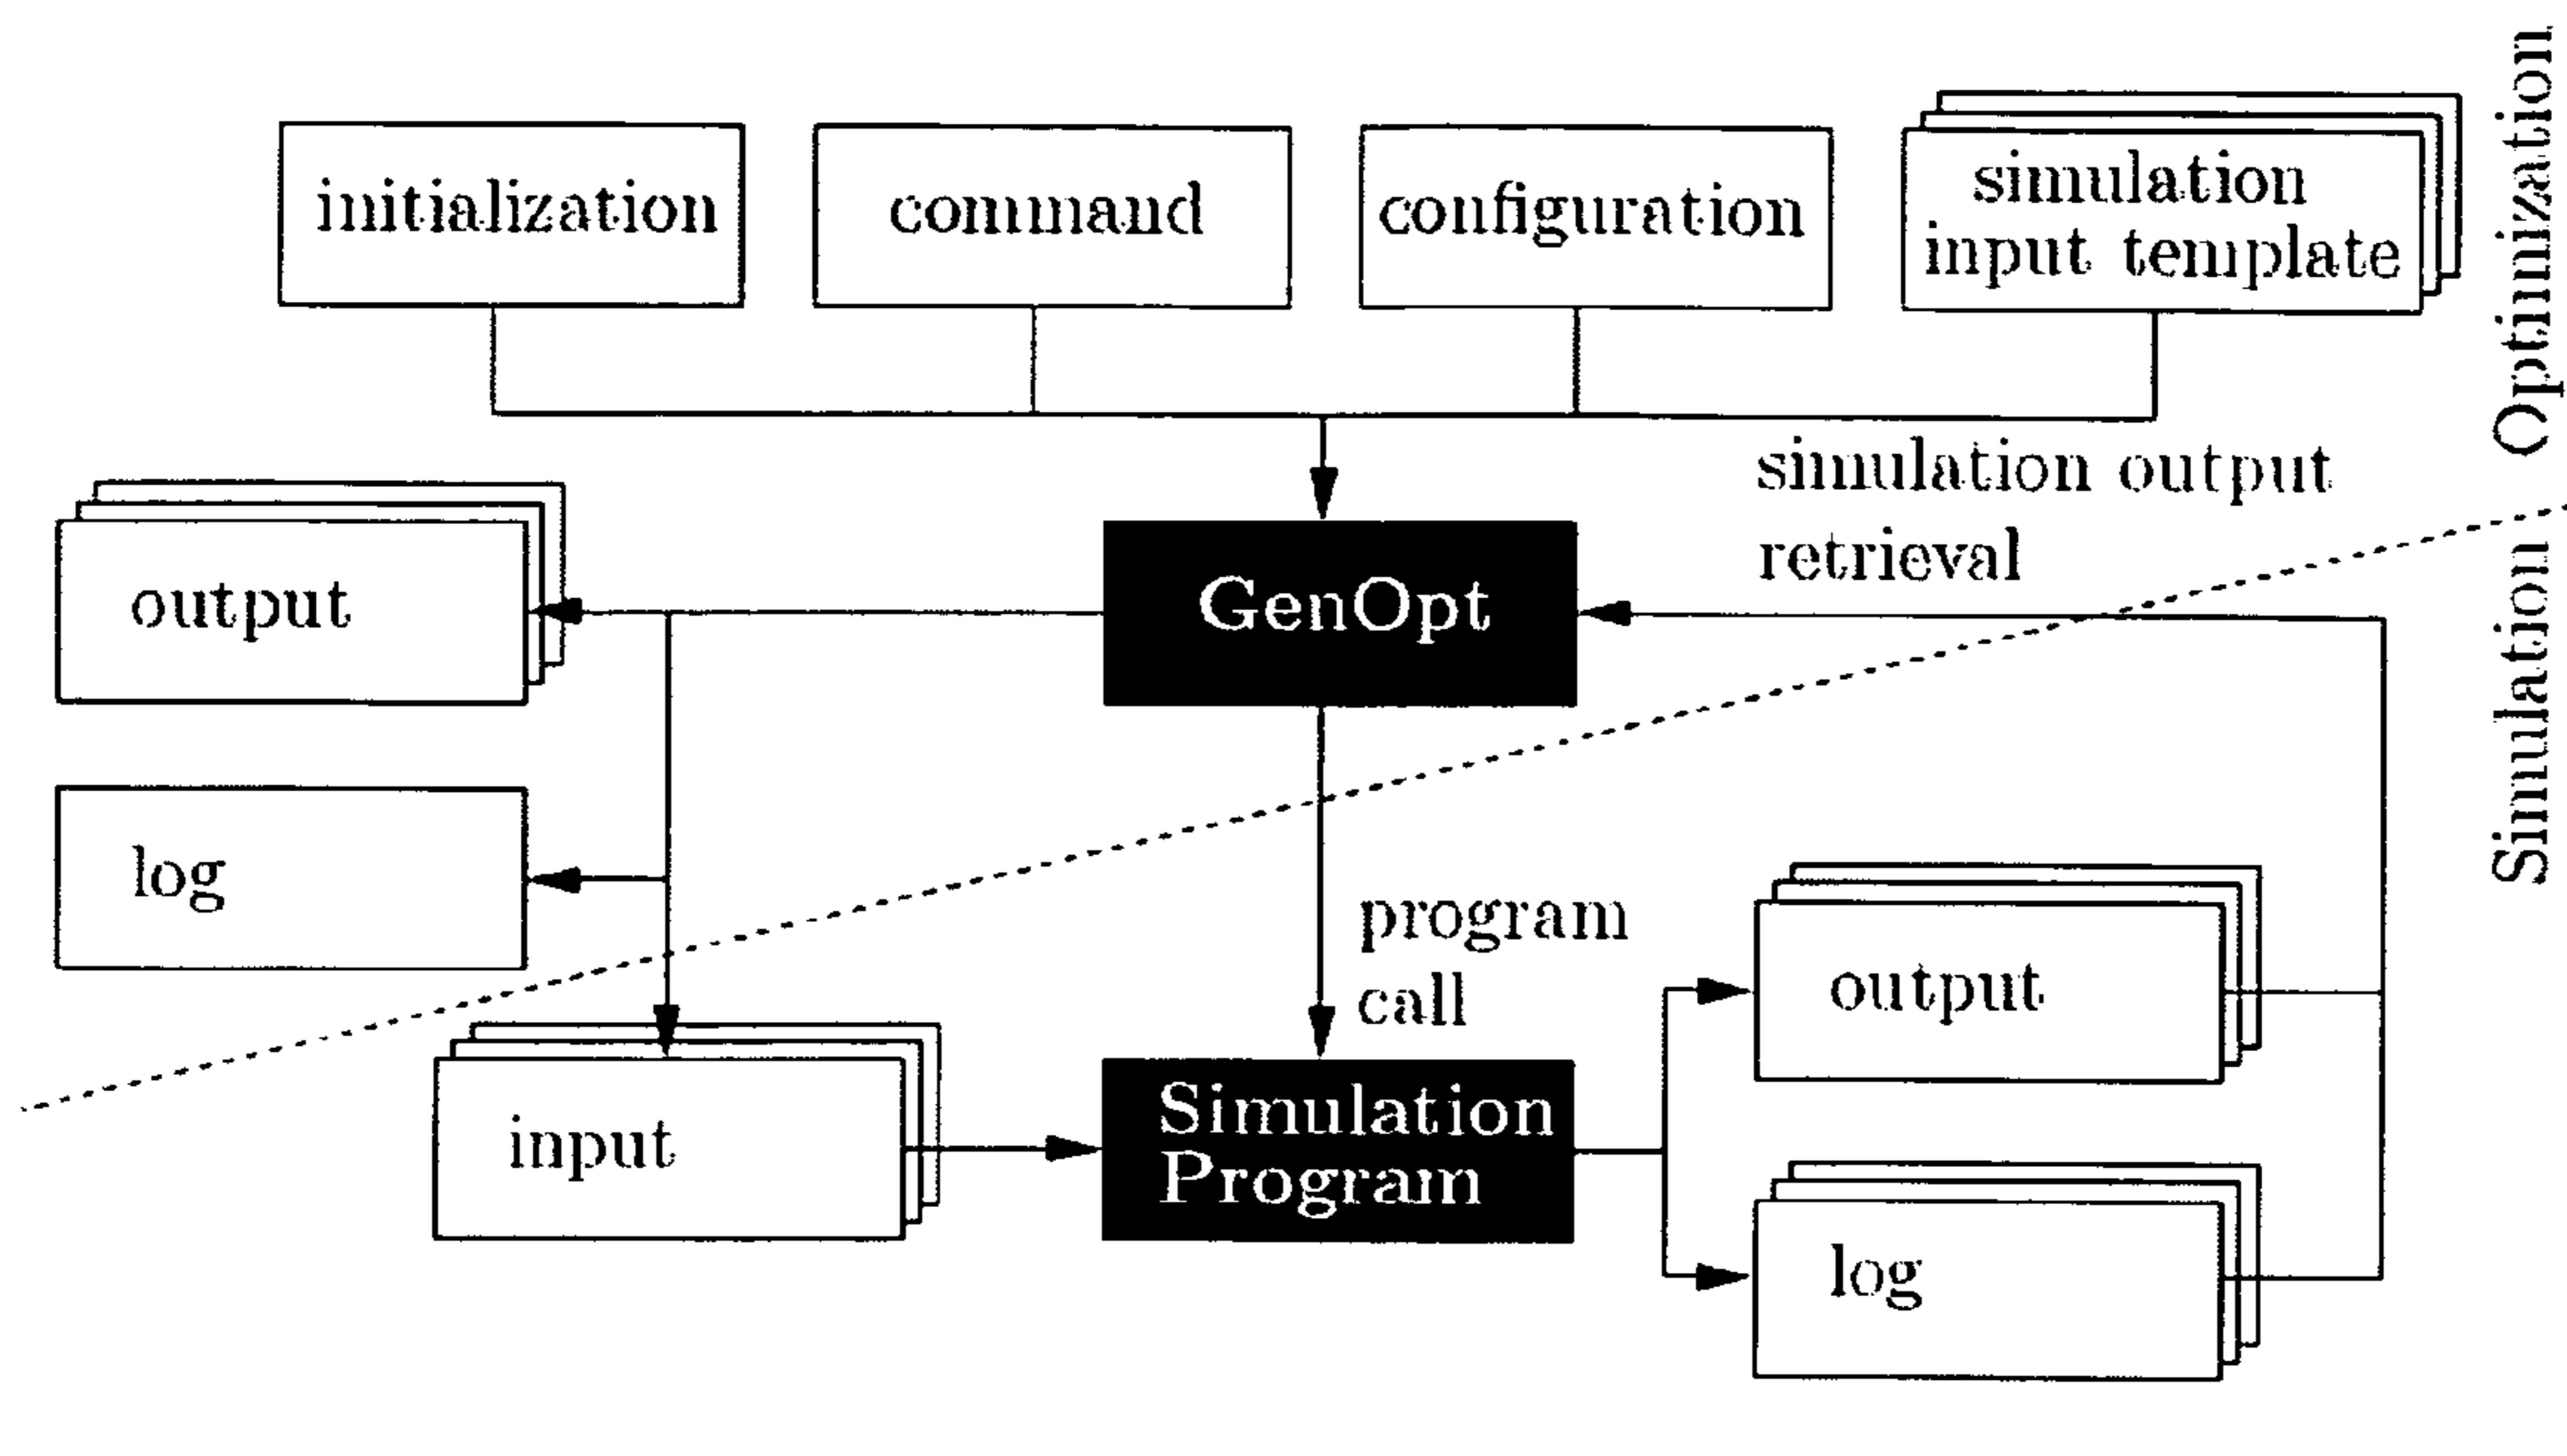 initialization
command
configuration
simulation
input template
Optimization
simulation output
retrieval
output
GenOpt
Simulation
log
program
call
output
input
Simulation
Program
log